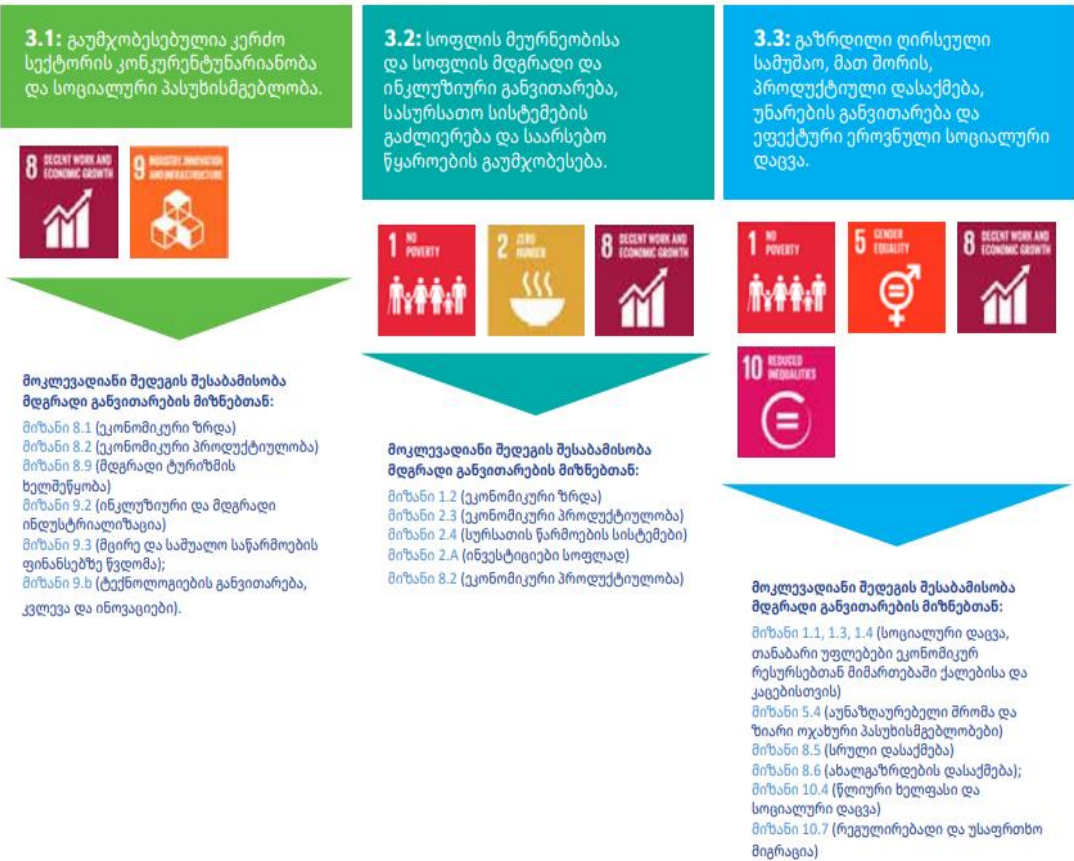 3.1: გაუმჯობესებულია კერძო
სექტორის კონკურენტუნარიანობა
და სოციალური პასუხისმგებლობა.
8 DECENT WORK AND
ECONOMIC GROWTH
9 INDUSTRY, INNOVATION
AND INFRASTRUCTURE
მოკლევადიანი შედეგის შესაბამისობა
მდგრადი განვითარების მიზნებთან:
მიზანი 8.1 (ეკონომიკური ზრდა)
მიზანი 8.2 (ეკონომიკური პროდუქტიულობა)
მიზანი 8.9 (მდგრადი ტურიზმის
ხელშეწყობა)
მიზანი 9.2 (ინკლუზიური და მდგრადი
ინდუსტრიალიზაცია)
მიზანი 9.3 (მცირე და საშუალო საწარმოების
ფინანსებზე წვდომა);
მიზანი 9.b (ტექნოლოგიების განვითარება,
კვლევა და ინოვაციები).
3.2: სოფლის მეურნეობისა
და სოფლის მდგრადი და
ინკლუზიური განვითარება,
სასურსათო სისტემების
გაძლიერება და საარსებო
წყაროების გაუმჯობესება.
1 NO
POVERTY
2 ZERO
HUNGER
8 DECENT WORK AND
ECONOMIC GROWTH
მოკლევადიანი შედეგის შესაბამისობა
მდგრადი განვითარების მიზნებთან:
მიზანი 1.2 (ეკონომიკური ზრდა)
მიზანი 2.3 (ეკონომიკური პროდუქტიულობა)
მიზანი 2.4 (სურსათის წარმოების სისტემები)
მიზანი 2.A (ინვესტიციები სოფლად)
მიზანი 8.2 (ეკონომიკური პროდუქტიულობა)
3.3: გაზრდილი ღირსეული
სამუშაო, მათ შორის,
პროდუქტიული დასაქმება,
უნარების განვითარება და
ეფექტური ეროვნული სოციალური
დაცვა.
1 NO
POVERTY
5 GENDER
EQUALITY
8 DECENT WORK AND
ECONOMIC GROWTH
10 REDUCED
INEQUALITIES
მოკლევადიანი შედეგის შესაბამისობა
მდგრადი განვითარების მიზნებთან:
მიზანი 1.1, 1.3, 1.4 (სოციალური დაცვა,
თანაბარი უფლებები ეკონომიკურ
რესურსებთან მიმართებაში ქალებისა და
კაცებისთვის)
მიზანი 5.4 (აუნაზღაურებელი შრომა და
ზიარი ოჯახური პასუხისმგებლობები)
მიზანი 8.5 (სრული დასაქმება)
მიზანი 8.6 (ახალგაზრდების დასაქმება);
მიზანი 10.4 (წლიური ხელფასი და
სოციალური დაცვა)
მიზანი 10.7 (რეგულირებადი და უსაფრთხო
მიგრაცია)